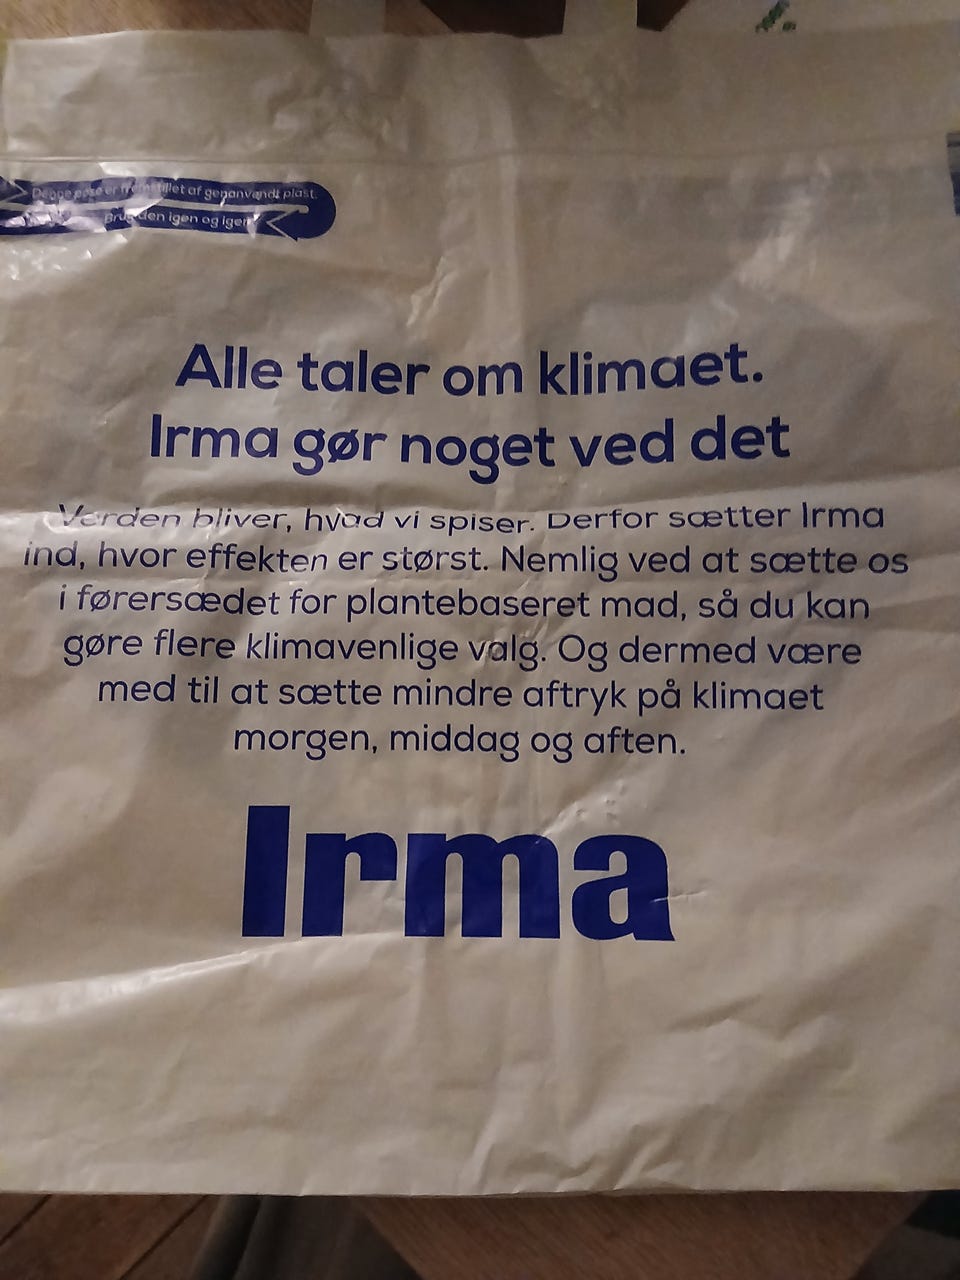 Denne pose er fremstillet af genanvendt plast.
Brug den igen og igen
Alle taler om klimaet.
Irma gør noget ved det
Verden bliver, hvad vi spiser. Derfor sætter Irma
ind, hvor effekten er størst. Nemlig ved at sætte os
i førersædet for plantebaseret mad, så du kan
gøre flere klimavenlige valg. Og dermed være
med til at sætte mindre aftryk på klimaet
morgen, middag og aften.
Irma